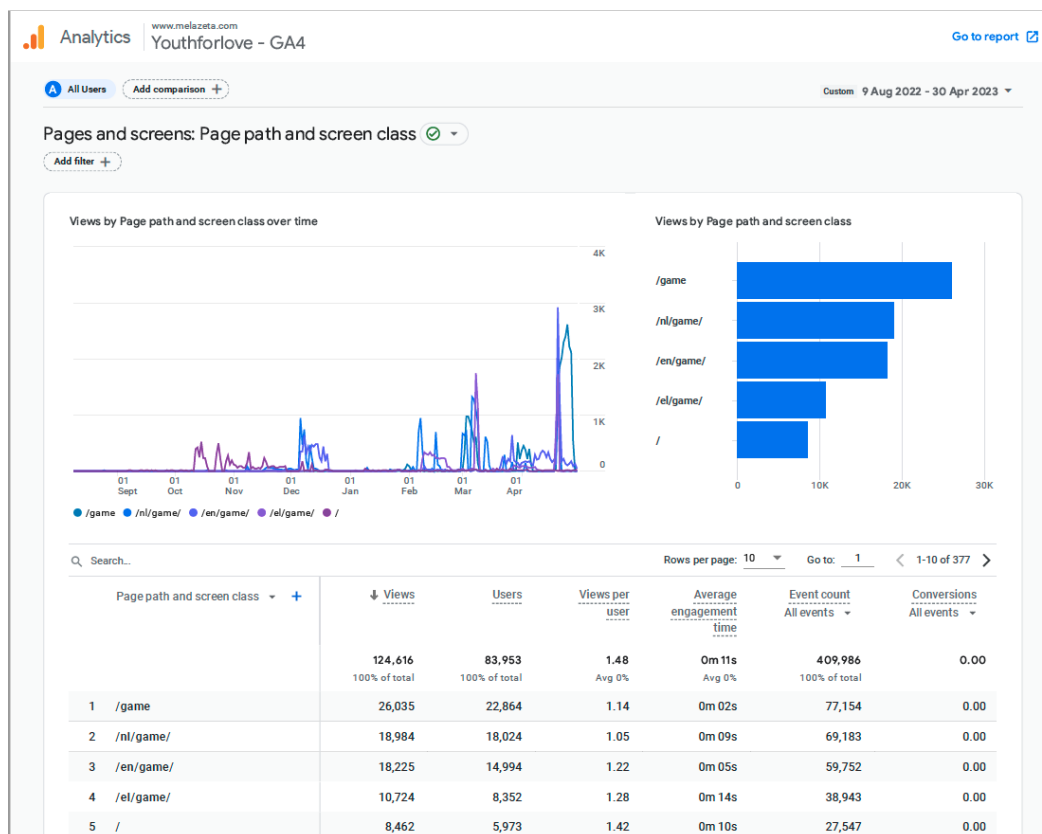 www.melazeta.com
Analytics
Youthforlove - GA4
Go to report
A All Users
Add comparison +
Custom 9 Aug 2022 - 30 Apr 2023
Pages and screens: Page path and screen class
Add filter +
Views by Page path and screen class over time
4K
3K
2K
1K
0
01 Sept
01 Oct
01 Nov
01 Dec
01 Jan
01 Feb
01 Mar
01 Apr
/game /nl/game/ /en/game/ /el/game/ /
Views by Page path and screen class
/game
/nl/game/
/en/game/
/el/game/
/
0 10K 20K 30K
Search...
Rows per page: 10 Go to: 1 1-10 of 377
Page path and screen class +
Views
Users
Views per user
Average engagement time
Event count
All events
Conversions
All events
124,616 83,953 1.48 0m 11s 409,986 0.00
100% of total 100% of total Avg 0% Avg 0% 100% of total
1 /game 26,035 22,864 1.14 0m 02s 77,154 0.00
2 /nl/game/ 18,984 18,024 1.05 0m 09s 69,183 0.00
3 /en/game/ 18,225 14,994 1.22 0m 05s 59,752 0.00
4 /el/game/ 10,724 8,352 1.28 0m 14s 38,943 0.00
5 / 8,462 5,973 1.42 0m 10s 27,547 0.00